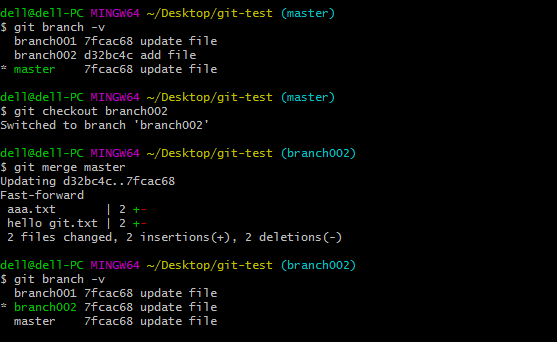 dell@dell-PC MINGW64 ~/Desktop/git-test (master)
$ git branch -v
  branch001 7fcac68 update file
  branch002 d32bc4c add file
* master    7fcac68 update file
dell@dell-PC MINGW64 ~/Desktop/git-test (master)
$ git checkout branch002
Switched to branch 'branch002'
dell@dell-PC MINGW64 ~/Desktop/git-test (branch002)
$ git merge master
Updating d32bc4c..7fcac68
Fast-forward
 aaa.txt       | 2 +-
 hello git.txt | 2 +-
 2 files changed, 2 insertions(+), 2 deletions(-)
dell@dell-PC MINGW64 ~/Desktop/git-test (branch002)
$ git branch -v
  branch001 7fcac68 update file
* branch002 7fcac68 update file
  master    7fcac68 update file